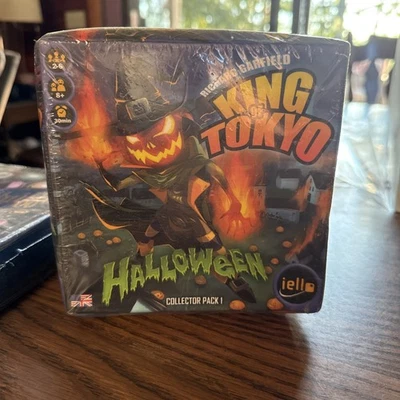 RICHARD GARFIELD
KING
OF
TOKYO
2-6
8+
30min
HALLOWEEN
COLLECTOR PACK 1
iello